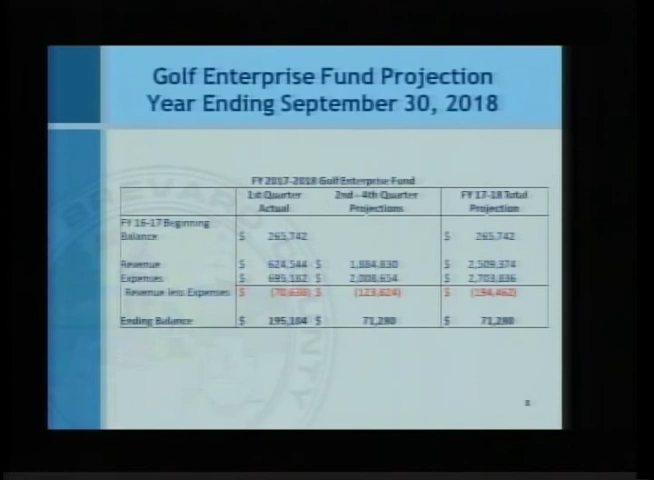 Golf Enterprise Fund Projection
Year Ending September 30, 2018
FY 2017-2018 Golf Enterprise Fund
1st Quarter Actual 2nd - 4th Quarter Projections FY 17-18 Total Projection
FY 16-17 Beginning
Balance $ 265,742 $ 265,742
Revenue $ 624,544 $ 1,884,830 $ 2,509,374
Expenses $ 695,182 $ 2,008,654 $ 2,703,836
Revenue less Expenses $ (70,638) $ (123,824) $ (194,462)
Ending Balance $ 195,104 $ 71,280 $ 71,280